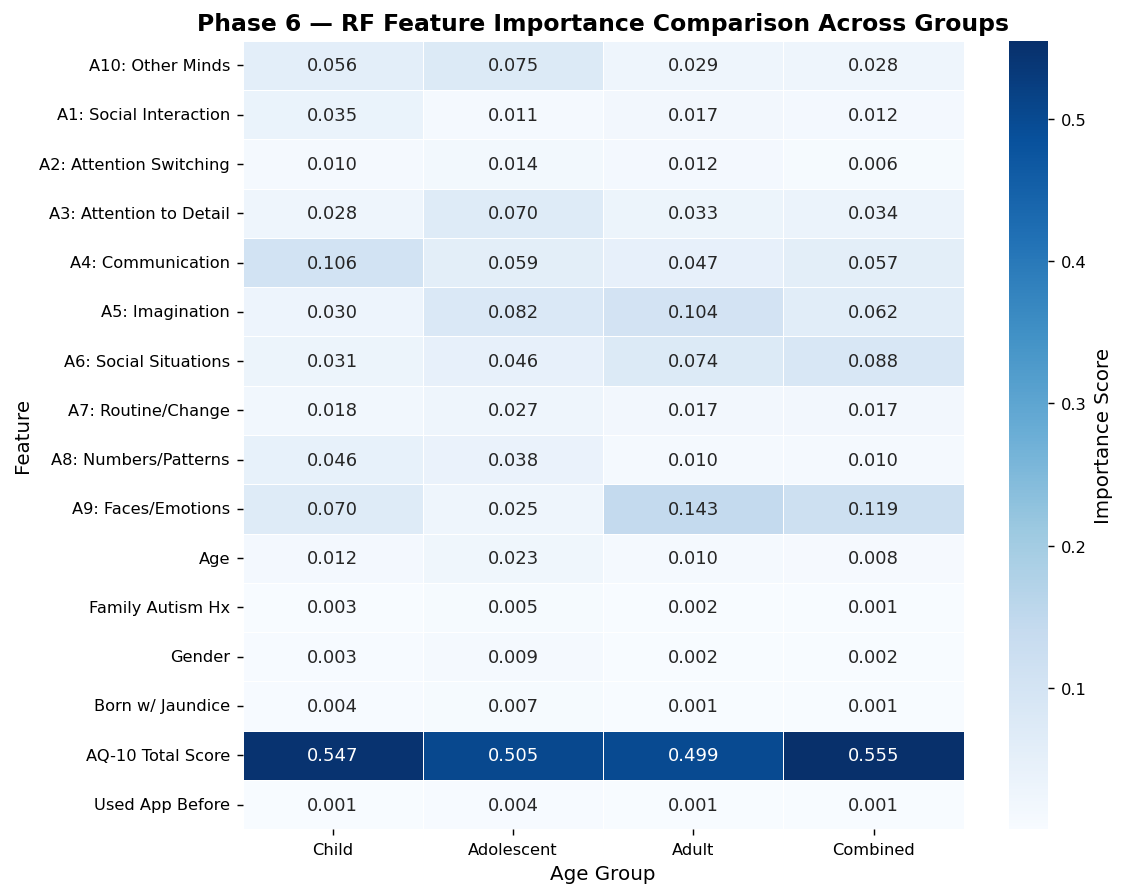 Phase 6 — RF Feature Importance Comparison Across Groups
A10: Other Minds 0.056 0.075 0.029 0.028
A1: Social Interaction 0.035 0.011 0.017 0.012
A2: Attention Switching 0.010 0.014 0.012 0.006
A3: Attention to Detail 0.028 0.070 0.033 0.034
A4: Communication 0.106 0.059 0.047 0.057
A5: Imagination 0.030 0.082 0.104 0.062
A6: Social Situations 0.031 0.046 0.074 0.088
A7: Routine/Change 0.018 0.027 0.017 0.017
A8: Numbers/Patterns 0.046 0.038 0.010 0.010
A9: Faces/Emotions 0.070 0.025 0.143 0.119
Age 0.012 0.023 0.010 0.008
Family Autism Hx 0.003 0.005 0.002 0.001
Gender 0.003 0.009 0.002 0.002
Born w/ Jaundice 0.004 0.007 0.001 0.001
AQ-10 Total Score 0.547 0.505 0.499 0.555
Used App Before 0.001 0.004 0.001 0.001
Child Adolescent Adult Combined
Age Group
Feature
0.5
0.4
0.3
0.2
0.1
Importance Score